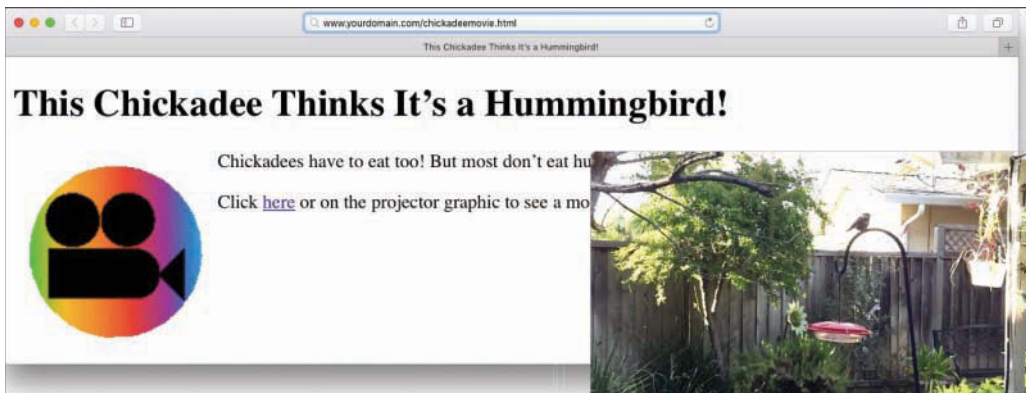 www.yourdomain.com/chickadeemovie.html
This Chickadee Thinks It's a Hummingbird!
This Chickadee Thinks It’s a Hummingbird!
Chickadees have to eat too! But most don’t eat
Click here or on the projector graphic to see a